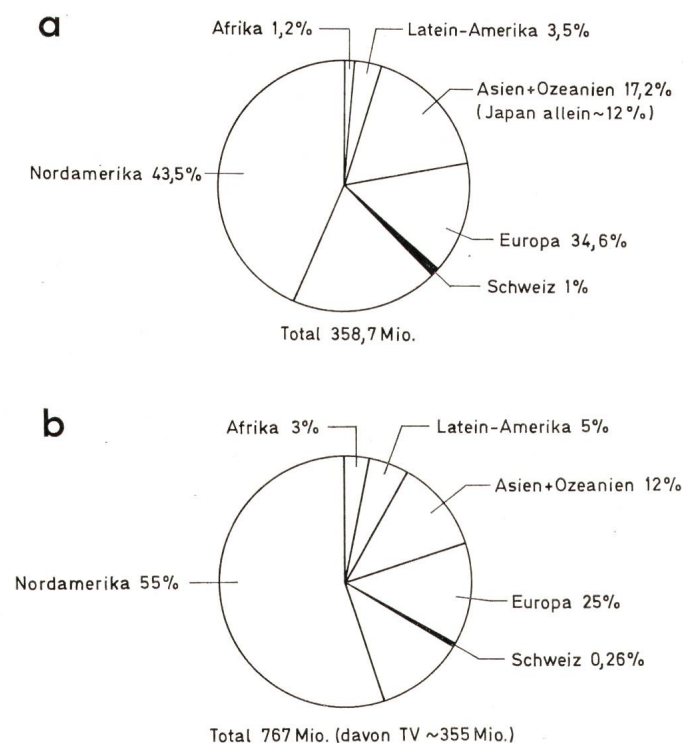 a
Afrika 1,2%
Latein-Amerika 3,5%
Asien+Ozeanien 17,2%
(Japan allein~12%)
Nordamerika 43,5%
Europa 34,6%
Schweiz 1%
Total 358,7 Mio.
b
Afrika 3%
Latein-Amerika 5%
Asien+Ozeanien 12%
Nordamerika 55%
Europa 25%
Schweiz 0,26%
Total 767 Mio. (davon TV ~355 Mio.)